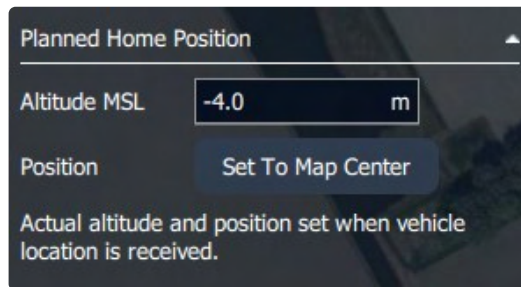 Planned Home Position
Altitude MSL -4.0 m
Position Set To Map Center
Actual altitude and position set when vehicle
location is received.